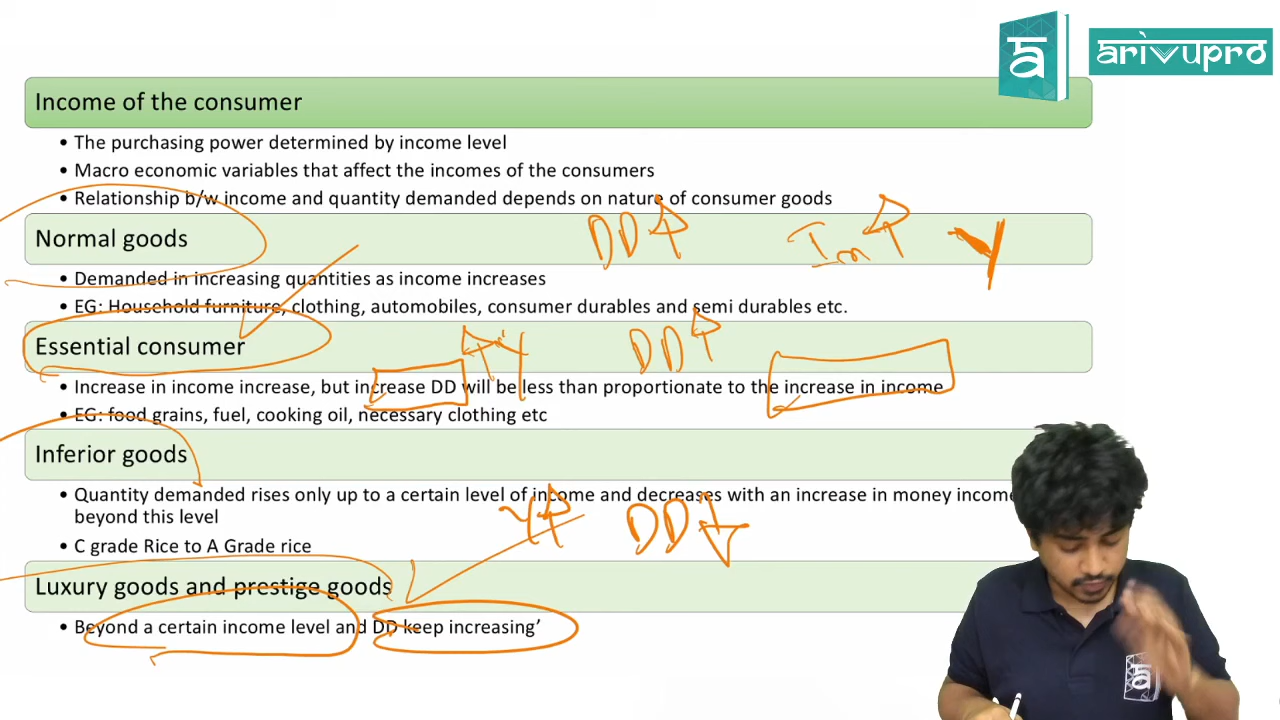 arivupro
Income of the consumer
• The purchasing power determined by income level
• Macro economic variables that affect the incomes of the consumers
• Relationship b/w income and quantity demanded depends on nature of consumer goods
Normal goods
DD↑ Im↑ Y
• Demanded in increasing quantities as income increases
• EG: Household furniture, clothing, automobiles, consumer durables and semi durables etc.
Essential consumer
↑Y DD↑
• Increase in income increase, but increase DD will be less than proportionate to the increase in income
• EG: food grains, fuel, cooking oil, necessary clothing etc
Inferior goods
• Quantity demanded rises only up to a certain level of income and decreases with an increase in money income
beyond this level
Y↑ DD↓
• C grade Rice to A Grade rice
Luxury goods and prestige goods
• Beyond a certain income level and DD keep increasing’